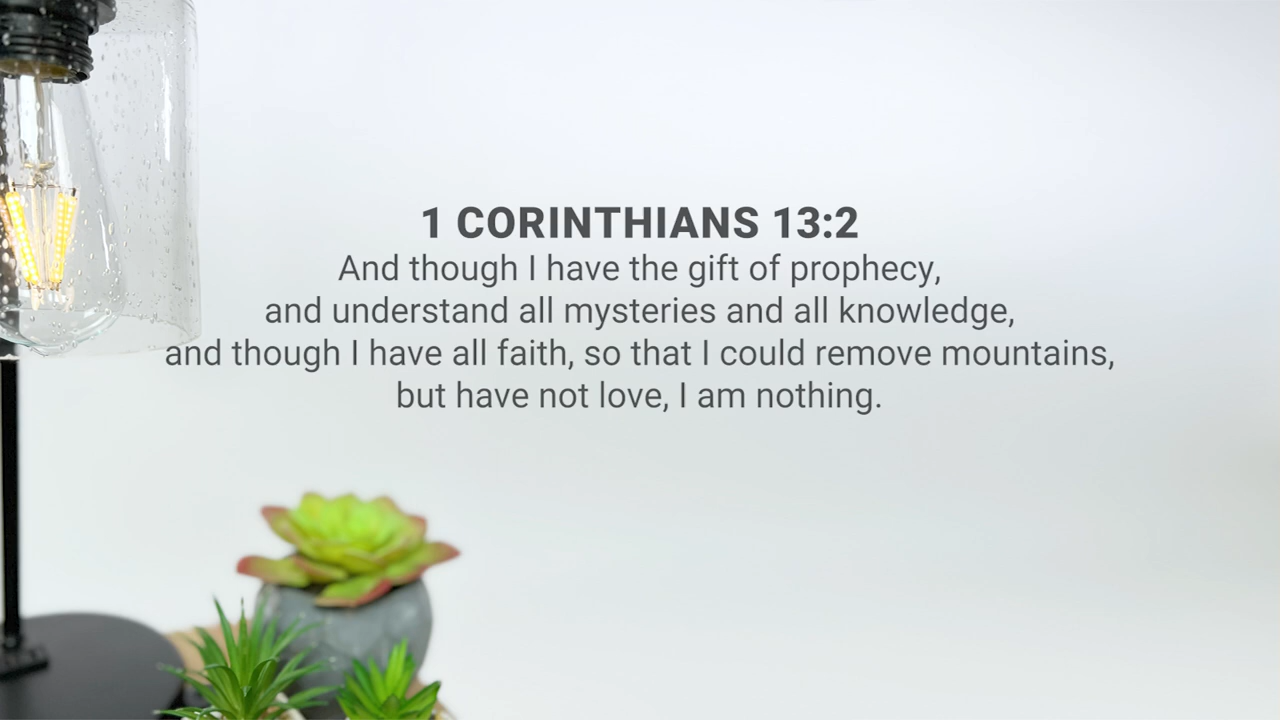 1 CORINTHIANS 13:2
And though I have the gift of prophecy,
and understand all mysteries and all knowledge,
and though I have all faith, so that I could remove mountains,
but have not love, I am nothing.